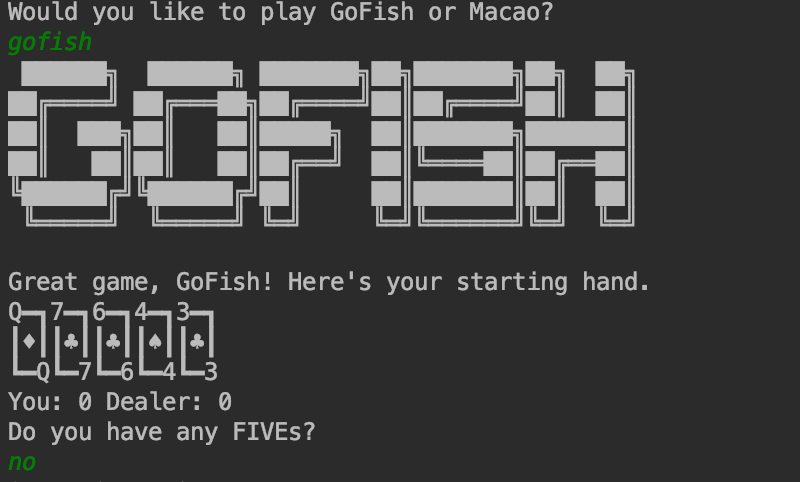 Would you like to play GoFish or Macao?
gofish
GOFISH
Great game, GoFish! Here's your starting hand.
Q 7 6 4 3
♦ ♣ ♣ ♠ ♣
Q 7 6 4 3
You: 0 Dealer: 0
Do you have any FIVEs?
no